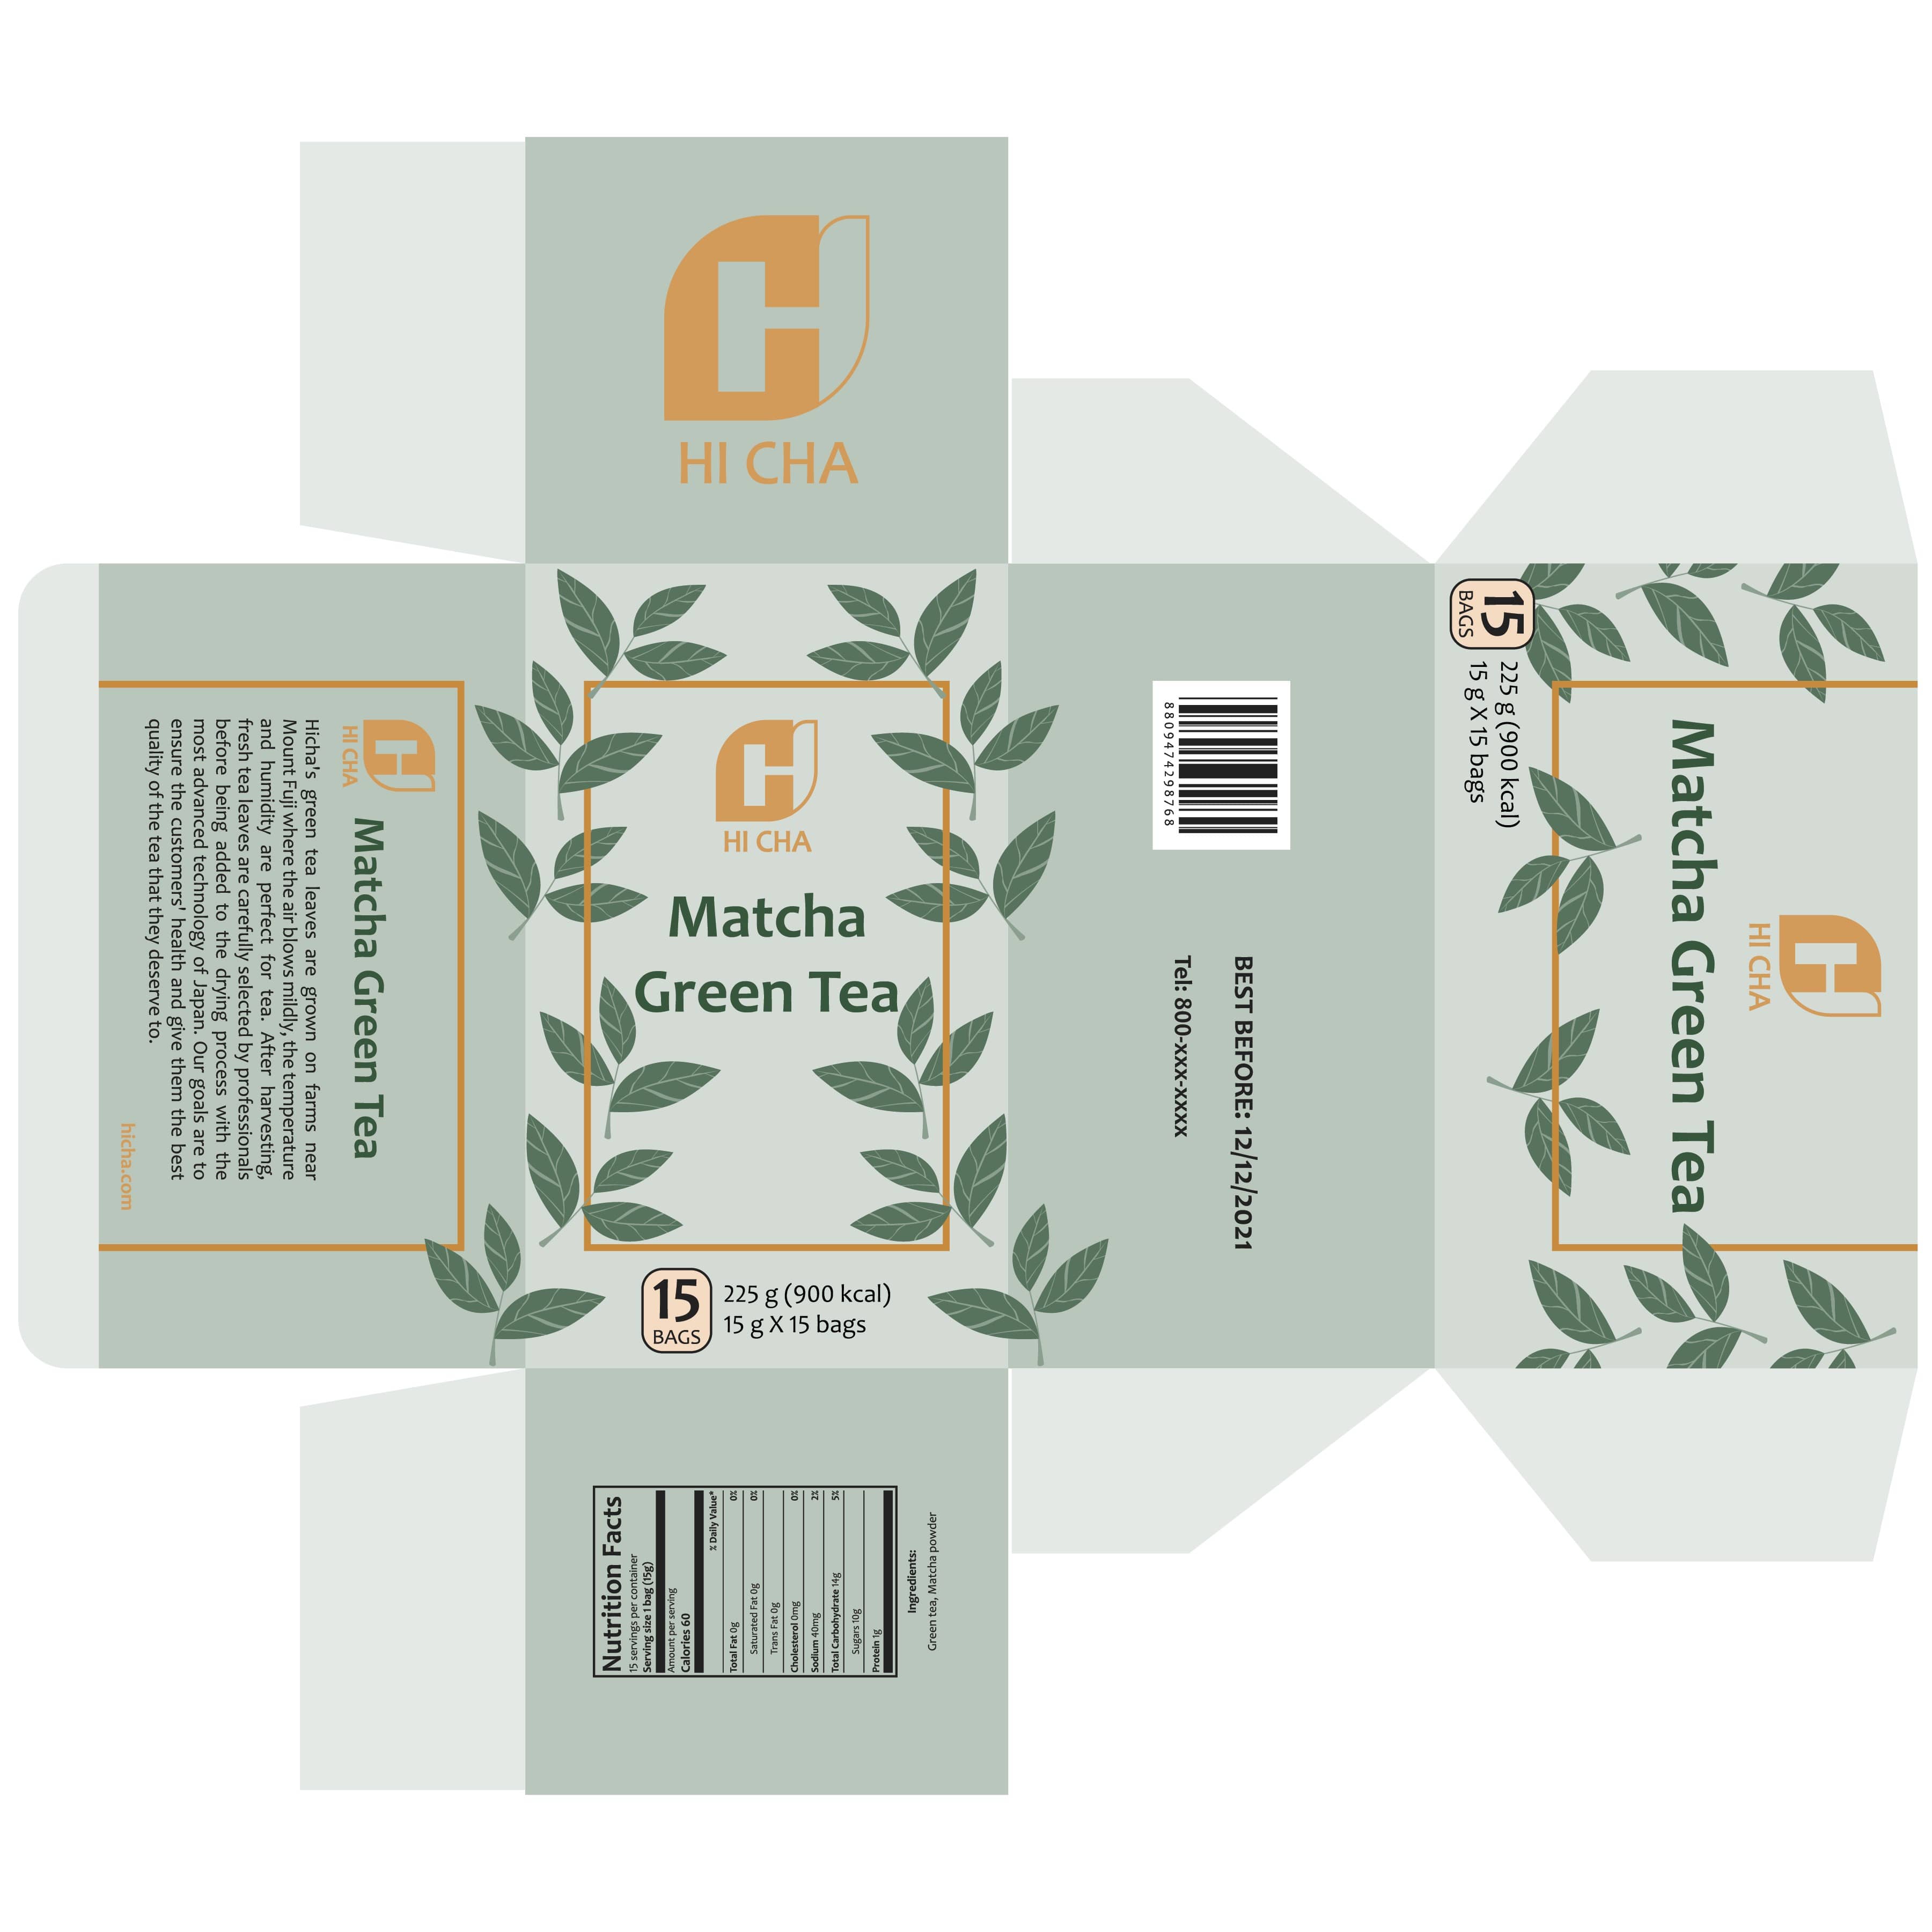 HI CHA
HI CHA
Matcha Green Tea
Hicha's green tea leaves are grown on farms near
Mount Fuji where the air blows mildly, the temperature
and humidity are perfect for tea. After harvesting,
fresh tea leaves are carefully selected by professionals
before being added to the drying process with the
most advanced technology of Japan. Our goals are to
ensure the customers' health and give them the best
quality of the tea that they deserve to.
hicha.com
HI CHA
Matcha
Green Tea
15
BAGS
225 g (900 kcal)
15 g X 15 bags
8809474298768
BEST BEFORE: 12/12/2021
Tel: 800-xxx-xxxx
HI CHA
Matcha Green Tea
15
BAGS
225 g (900 kcal)
15 g X 15 bags
Nutrition Facts
15 servings per container
Serving size 1 bag (15g)
Amount per serving
Calories 60
% Daily Value*
Total Fat 0g 0%
Saturated Fat 0g 0%
Trans Fat 0g
Cholesterol 0mg 0%
Sodium 40mg 2%
Total Carbohydrate 14g 5%
Sugars 10g
Protein 1g
Ingredients:
Green tea, Matcha powder